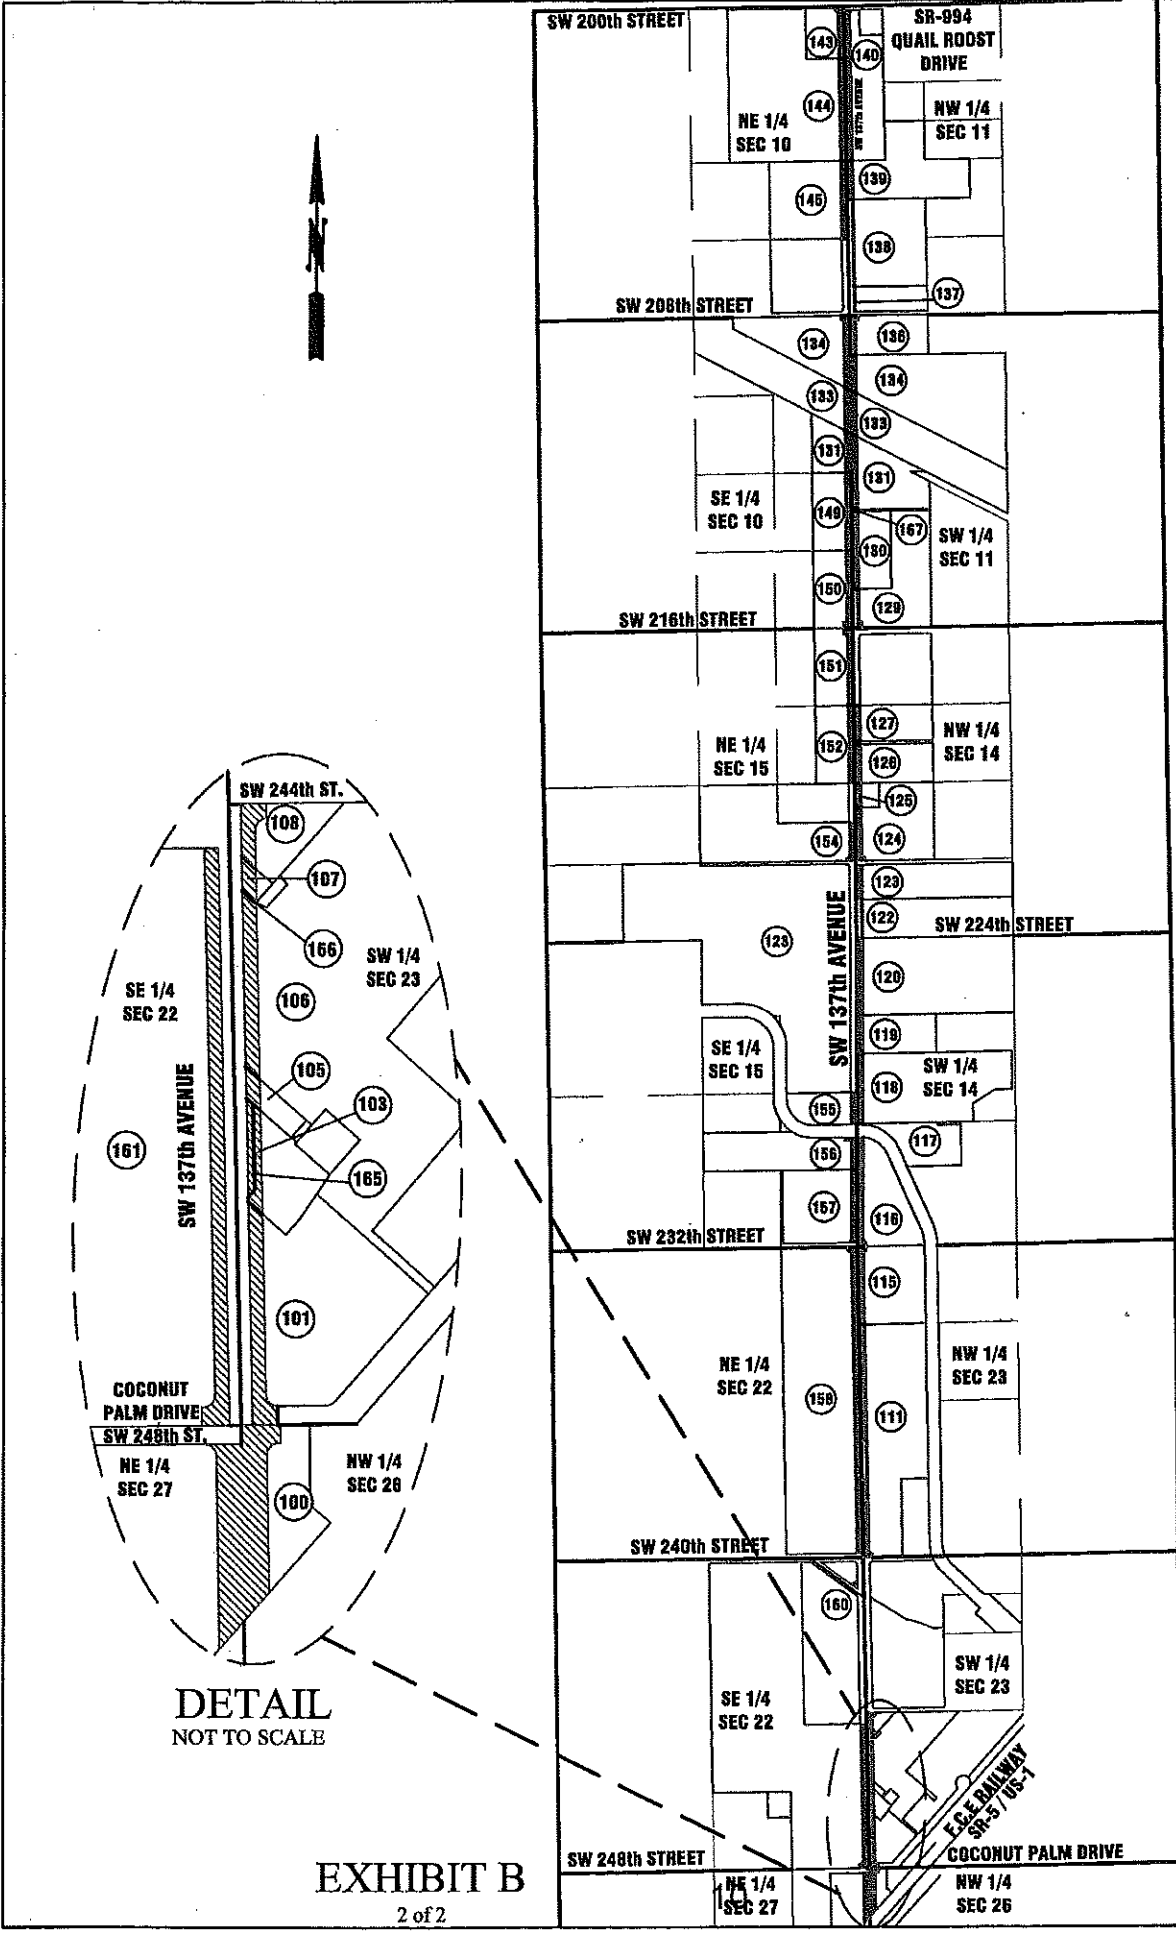 SW 200th STREET
SR-994
QUAIL ROOST
DRIVE
143
140
144
SW 137th AVENUE
NE 1/4
SEC 10
NW 1/4
SEC 11
139
145
138
137
SW 208th STREET
134
136
134
133
133
131
131
SE 1/4
SEC 10
149
167
SW 1/4
SEC 11
130
150
129
SW 216th STREET
151
127
NW 1/4
SEC 14
152
NE 1/4
SEC 15
126
125
154
124
123
122
SW 224th STREET
123
SW 137th AVENUE
120
119
SE 1/4
SEC 15
SW 1/4
SEC 14
118
155
117
156
157
116
SW 232th STREET
115
NE 1/4
SEC 22
NW 1/4
SEC 23
158
111
SW 240th STREET
160
SW 1/4
SEC 23
SE 1/4
SEC 22
F.C.E RAILWAY
SR-5 / US-1
SW 248th STREET
COCONUT PALM DRIVE
NE 1/4
SEC 27
10
NW 1/4
SEC 26
N
SW 244th ST.
108
107
166
SW 1/4
SEC 23
SE 1/4
SEC 22
106
105
103
161
SW 137th AVENUE
165
101
COCONUT
PALM DRIVE
SW 248th ST.
NE 1/4
SEC 27
NW 1/4
SEC 26
100
DETAIL
NOT TO SCALE
EXHIBIT B
2 of 2